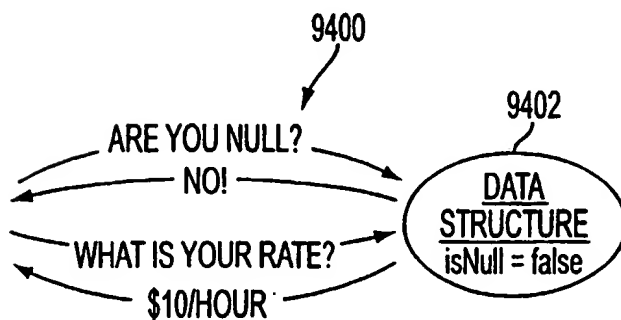 9400
9402
ARE YOU NULL?
NO!
DATA
STRUCTURE
isNull = false
WHAT IS YOUR RATE?
$10/HOUR